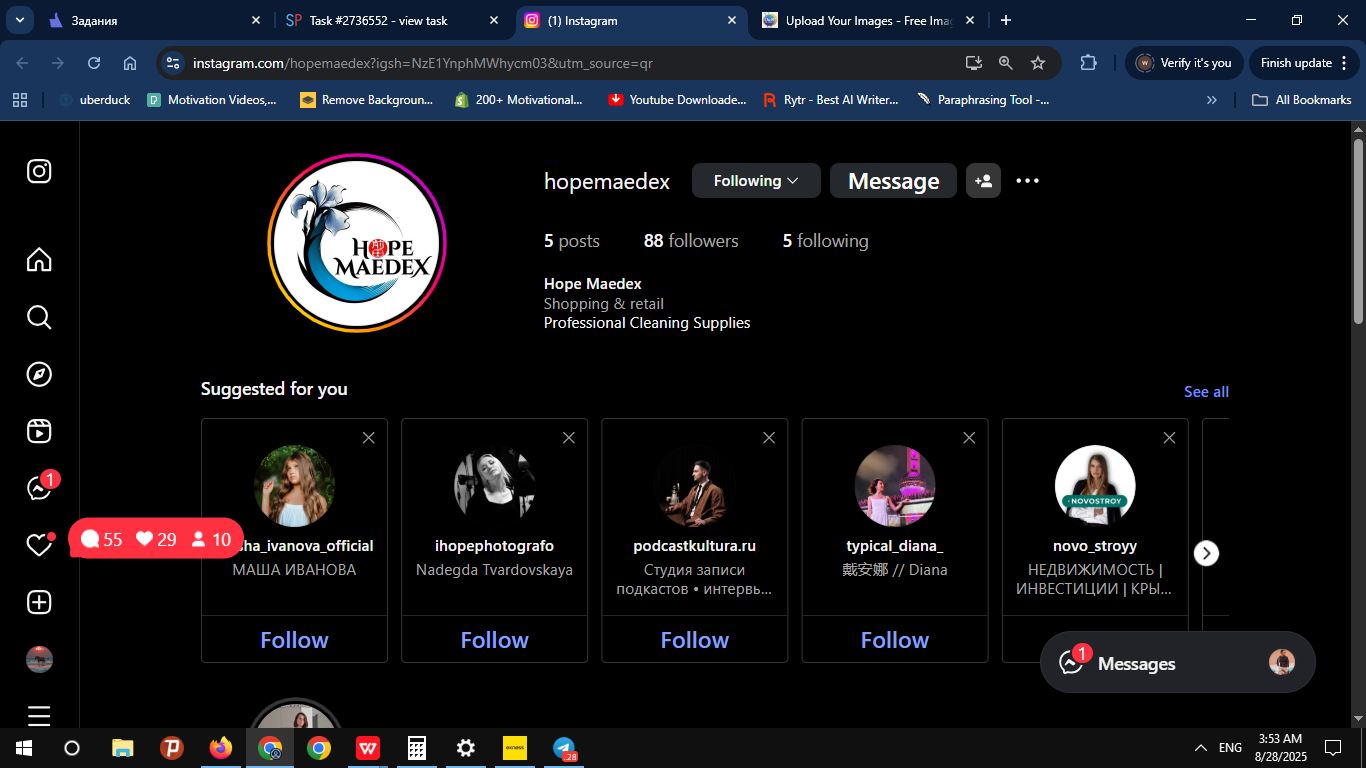 Задания
SP Task #2736552 - view task
(1) Instagram
Upload Your Images - Free Imag
instagram.com/hopemaedex?igsh=NzE1YnphMWhycm03&utm_source=qr
W
Verify it's you
Finish update
uberduck
Motivation Videos,...
Remove Backgroun...
200+ Motivational...
Youtube Downloade...
Rytr - Best AI Writer...
Paraphrasing Tool -...
All Bookmarks
HOPE
MAEDEX
hopemaedex
Following
Message
5 posts
88 followers
5 following
Hope Maedex
Shopping & retail
Professional Cleaning Supplies
Suggested for you
See all
sha_ivanova_official
МАША ИВАНОВА
Follow
ihopephotografo
Nadegda Tvardovskaya
Follow
podcastkultura.ru
Студия записи
подкастов • интервь...
Follow
typical_diana_
戴安娜 // Diana
Follow
NOVOSTROY
novo_stroyy
НЕДВИЖИМОСТЬ |
ИНВЕСТИЦИИ | КРЫ...
1
55
29
10
1
Messages
28
ENG
3:53 AM
8/28/2025